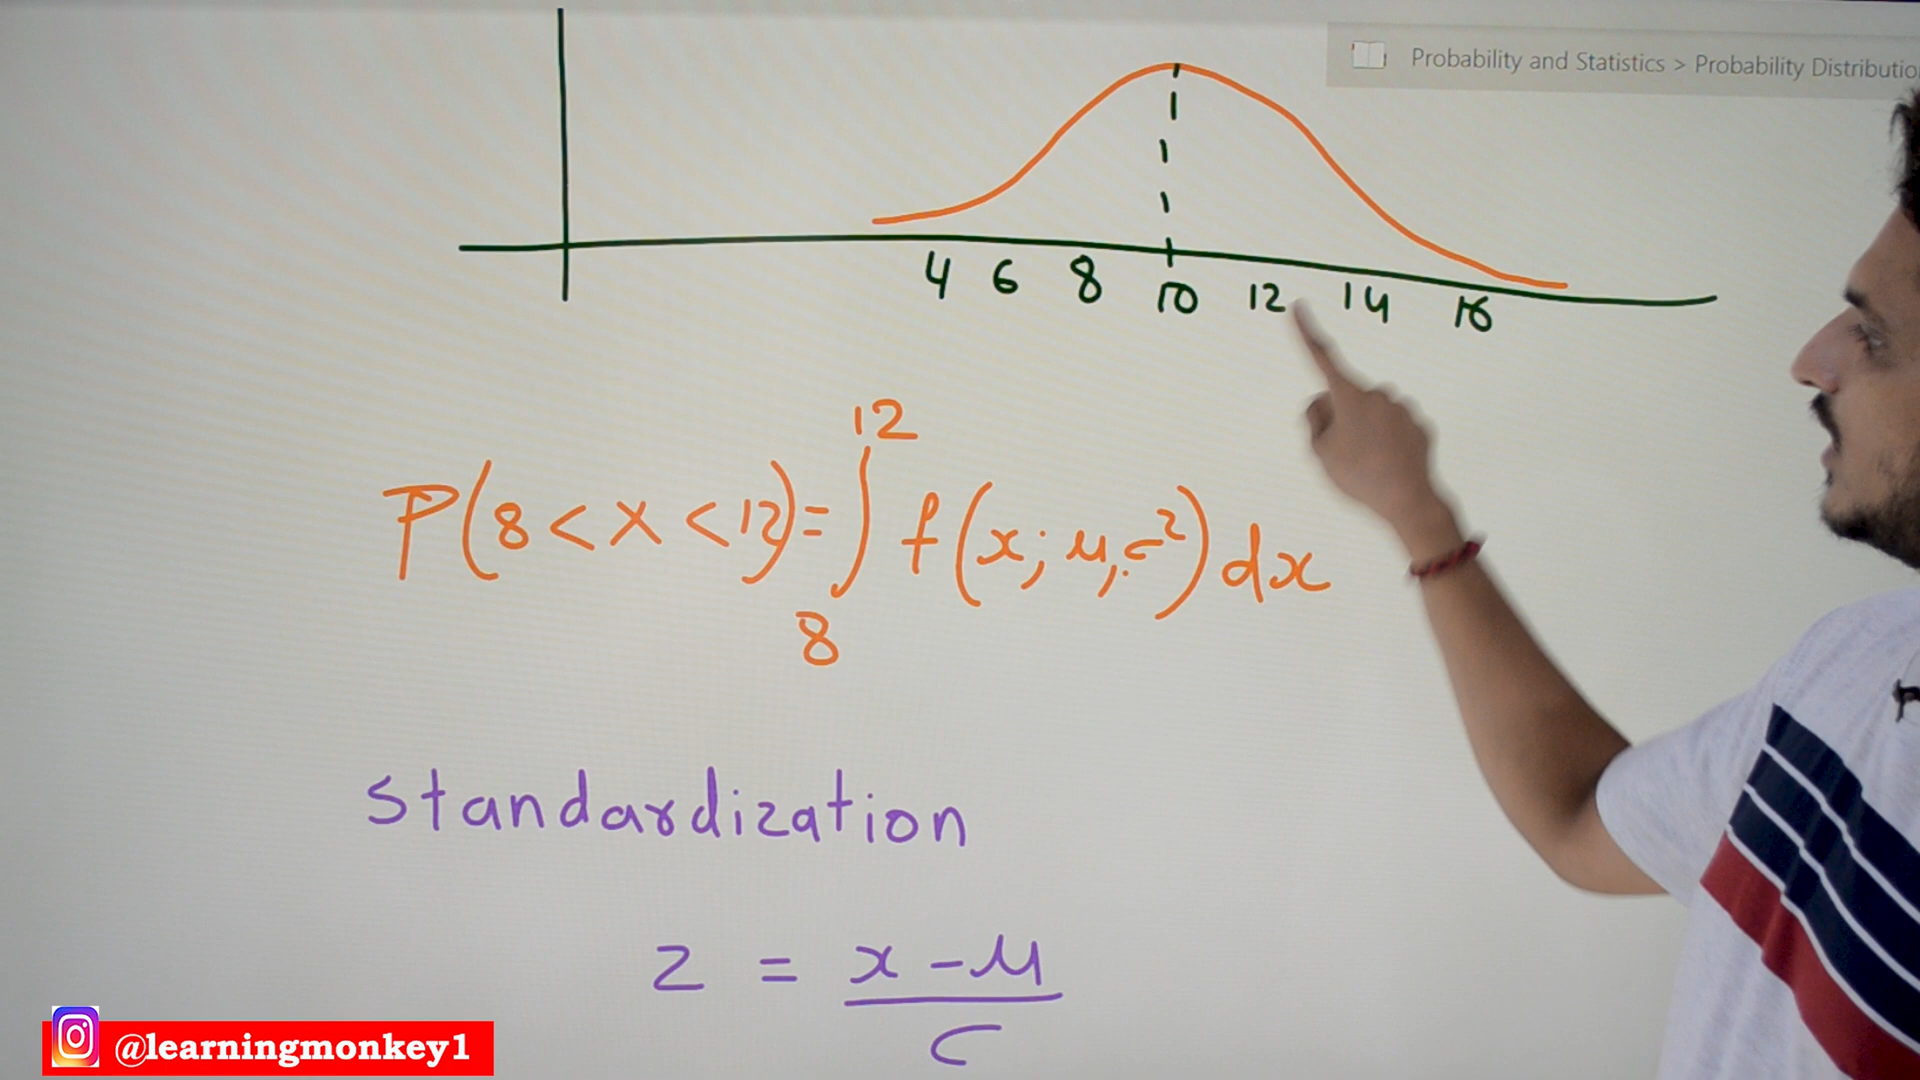 Probability and Statistics > Probability Distributio
4 6 8 10 12 14 16
12
P(8 < x < 12) = ∫ f(x; μ, σ²) dx
8
standardization
z = x - μ
σ
@learningmonkey1